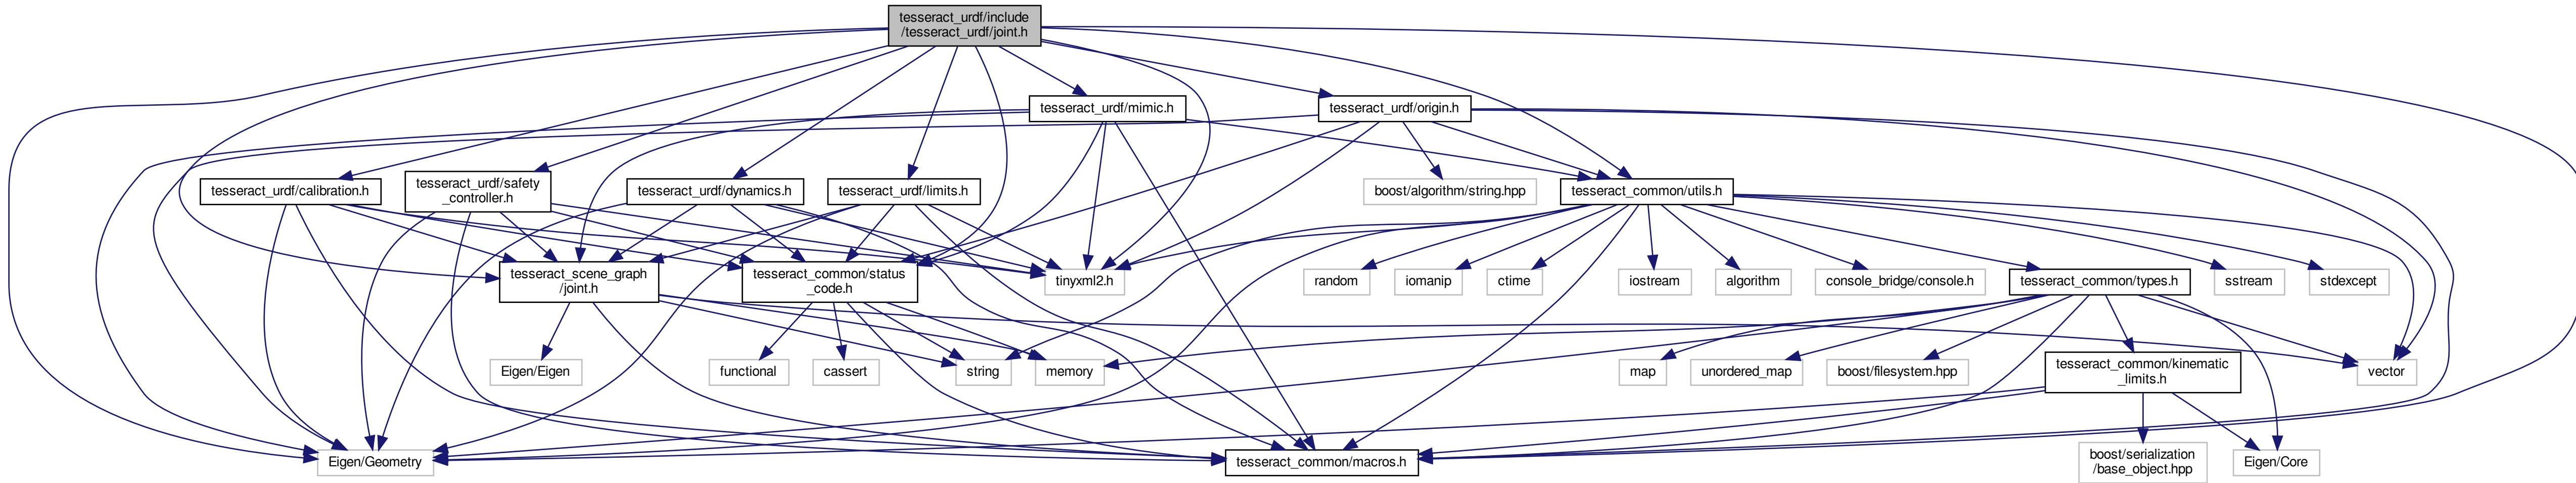 tesseract_urdf/include
/tesseract_urdf/joint.h
tesseract_urdf/mimic.h
tesseract_urdf/origin.h
tesseract_urdf/calibration.h
tesseract_urdf/safety
_controller.h
tesseract_urdf/dynamics.h
tesseract_urdf/limits.h
boost/algorithm/string.hpp
tesseract_common/utils.h
tesseract_scene_graph
/joint.h
tesseract_common/status
_code.h
tinyxml2.h
random
iomanip
ctime
iostream
algorithm
console_bridge/console.h
tesseract_common/types.h
sstream
stdexcept
Eigen/Eigen
functional
cassert
string
memory
map
unordered_map
boost/filesystem.hpp
tesseract_common/kinematic
_limits.h
vector
Eigen/Geometry
tesseract_common/macros.h
boost/serialization
/base_object.hpp
Eigen/Core